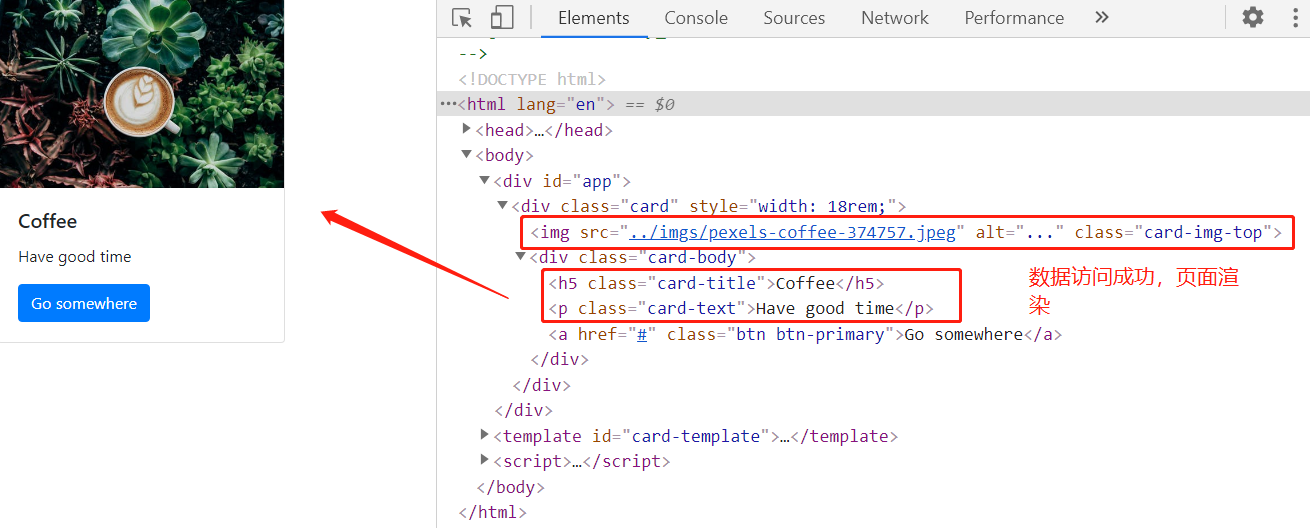 Elements Console Sources Network Performance »
-->
<!DOCTYPE html>
···<html lang="en"> == $0
▶<head>…</head>
▼<body>
▼<div id="app">
▼<div class="card" style="width: 18rem;">
<img src="../imgs/pexels-coffee-374757.jpeg" alt="..." class="card-img-top">
▼<div class="card-body">
<h5 class="card-title">Coffee</h5>
<p class="card-text">Have good time</p>
<a href="#" class="btn btn-primary">Go somewhere</a>
</div>
</div>
</div>
▶<template id="card-template">…</template>
▶<script>…</script>
</body>
</html>
Coffee
Have good time
Go somewhere
数据访问成功，页面渲
染